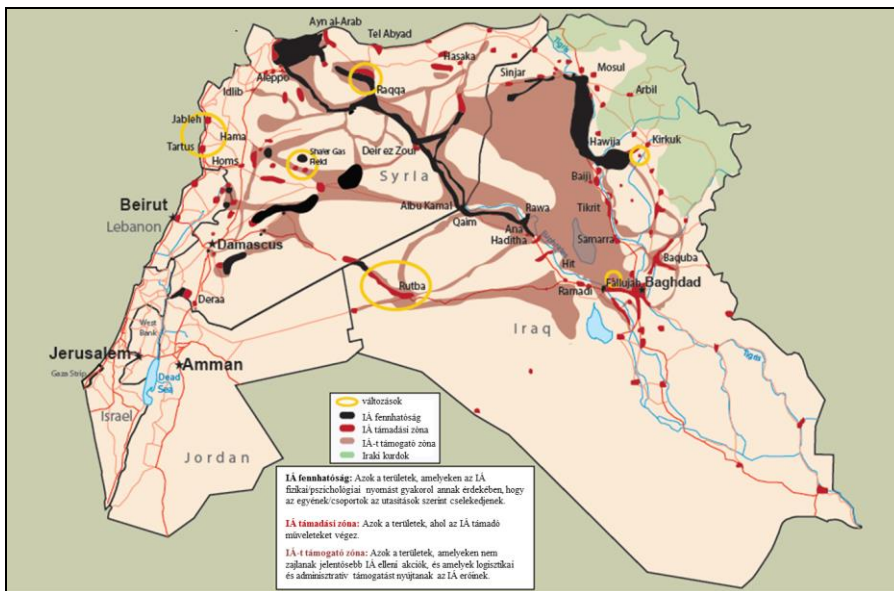 Ayn al-Arab
Tel Abyad
Hasaka
Sinjar
Tigris
Mosul
Aleppo
Idlib
Raqqa
Arbil
Jableh
Hama
Tartus
Homs
Shaer Gas
Field
Deir ez Zour
Hawija
Kirkuk
Syria
Baiji
Beirut
Lebanon
Albu Kamal
Qaim
Rawa
Tikrit
Ana
Haditha
Samarra
Damascus
Hit
Baquba
Deraa
Rutba
Ramadi
Fallujah
Baghdad
West
Bank
Iraq
Jerusalem
Amman
Gaza Strip
Dead
Sea
Tigris
Israel
Jordan
változások
IÁ fennhatóság
IÁ támadási zóna
IÁ-t támogató zóna
Iraki kurdok
IÁ fennhatóság: Azok a területek, amelyeken az IÁ
fizikai/pszichológiai nyomást gyakorol annak érdekében, hogy
az egyének/csoportok az utasítások szerint cselekedjenek.
IÁ támadási zóna: Azok a területek, ahol az IÁ támadó
műveleteket végez.
IÁ-t támogató zóna: Azok a területek, amelyeken nem
zajlanak jelentősebb IÁ elleni akciók, és amelyek logisztikai
és adminisztratív támogatást nyújtanak az IÁ erőinek.